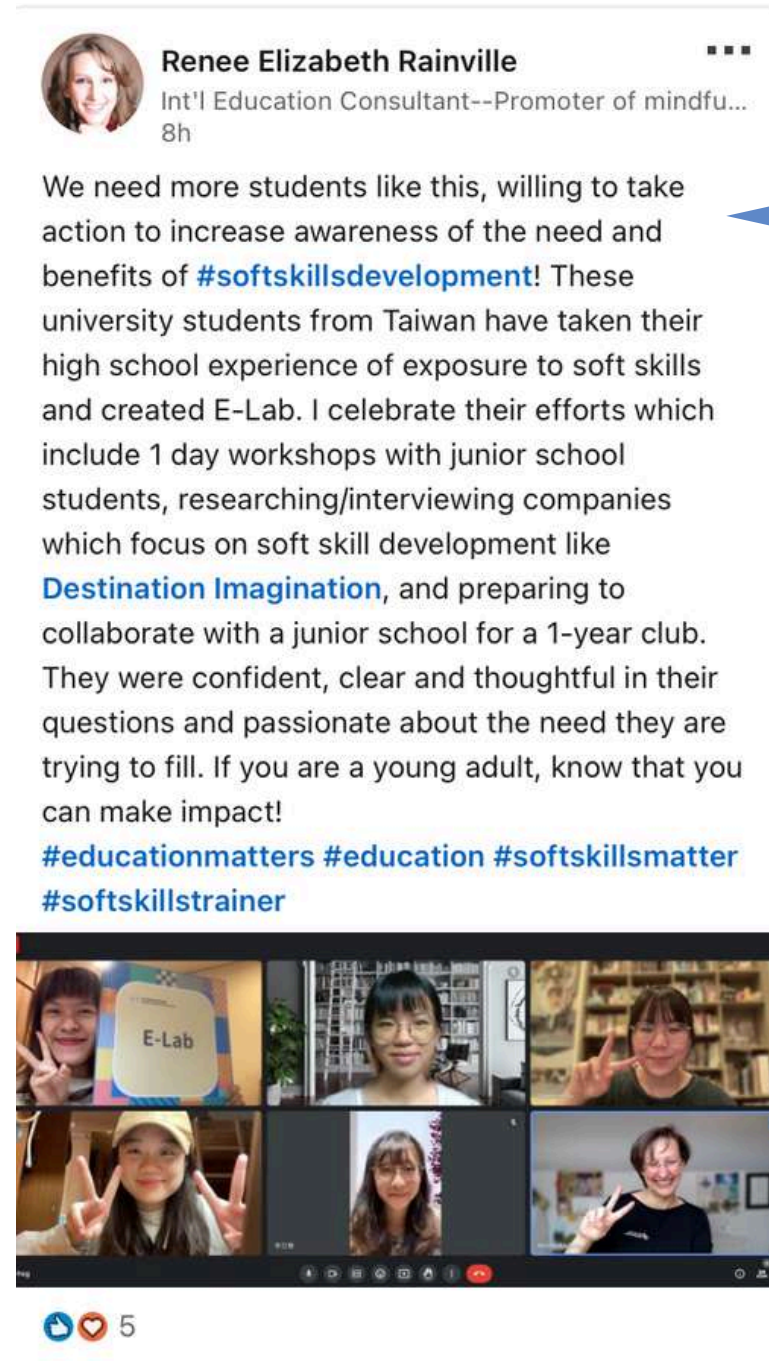 Renee Elizabeth Rainville
Int'l Education Consultant--Promoter of mindfu...
8h
We need more students like this, willing to take
action to increase awareness of the need and
benefits of #softskillsdevelopment! These
university students from Taiwan have taken their
high school experience of exposure to soft skills
and created E-Lab. I celebrate their efforts which
include 1 day workshops with junior school
students, researching/interviewing companies
which focus on soft skill development like
Destination Imagination, and preparing to
collaborate with a junior school for a 1-year club.
They were confident, clear and thoughtful in their
questions and passionate about the need they are
trying to fill. If you are a young adult, know that you
can make impact!
#educationmatters #education #softskillsmatter
#softskillstrainer
E-Lab
5